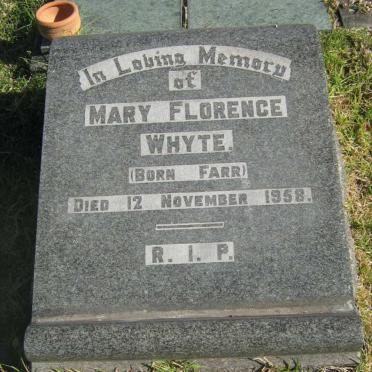 In Loving Memory
of
MARY FLORENCE
WHYTE.
(BORN FARR)
DIED 12 NOVEMBER 1958.
R. I. P.